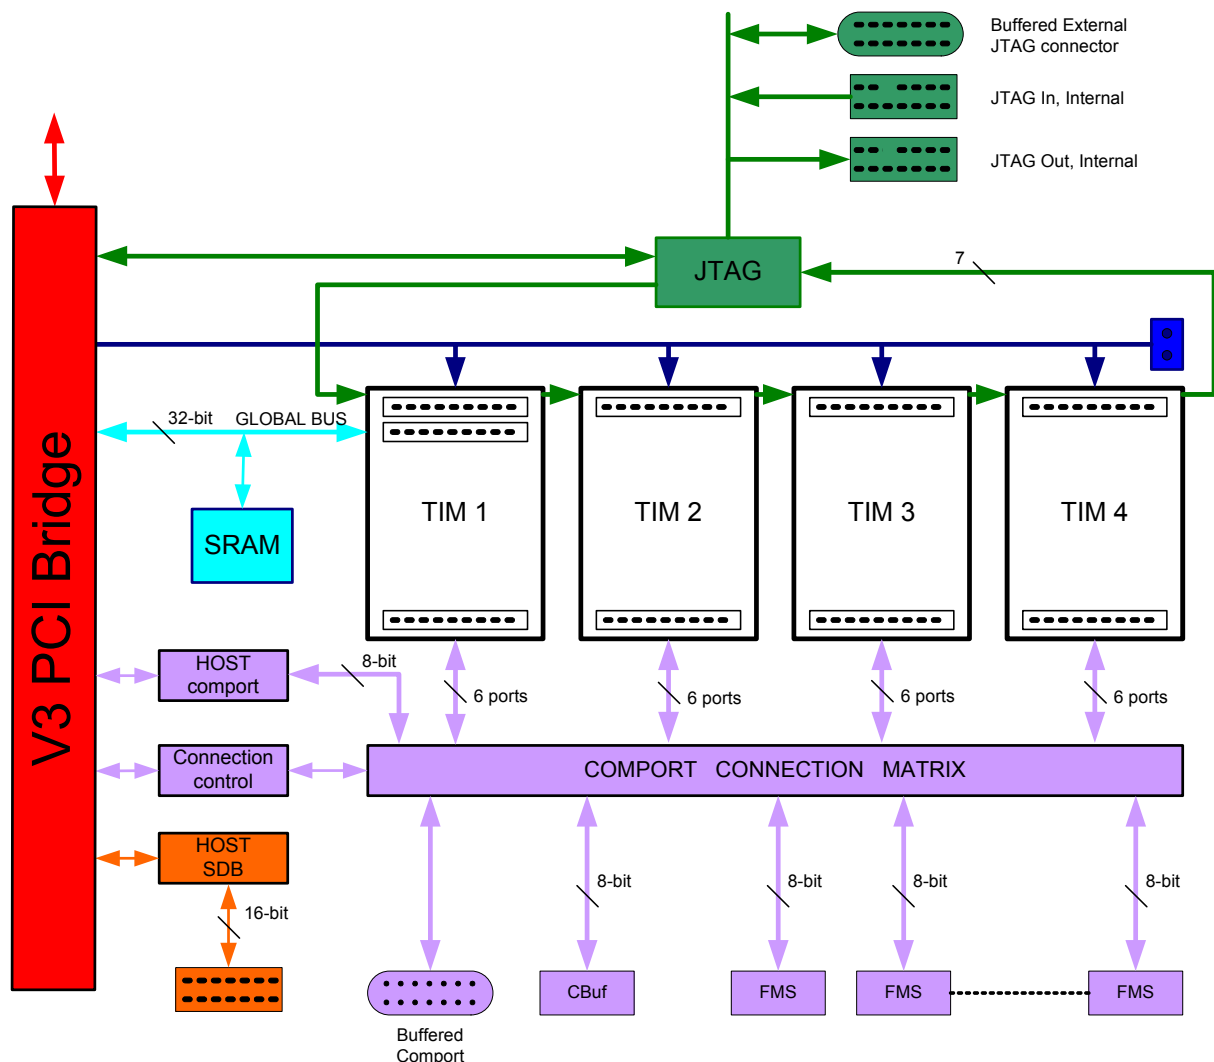 Buffered External
JTAG connector
JTAG In, Internal
JTAG Out, Internal
JTAG
7
32-bit
GLOBAL BUS
TIM 1
TIM 2
TIM 3
TIM 4
SRAM
V3 PCI Bridge
HOST
comport
8-bit
6 ports
6 ports
6 ports
6 ports
Connection
control
COMPORT CONNECTION MATRIX
HOST
SDB
16-bit
8-bit
8-bit
8-bit
8-bit
CBuf
FMS
FMS
FMS
Buffered
Comport